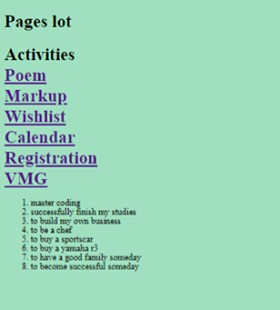 Pages lot
Activities
Poem
Markup
Wishlist
Calendar
Registration
VMG
1. master coding
2. successfully finish my studies
3. to build my own business
4. to be a chef
5. to buy a sportscar
6. to buy a yamaha r3
7. to have a good family someday
8. to become successful someday